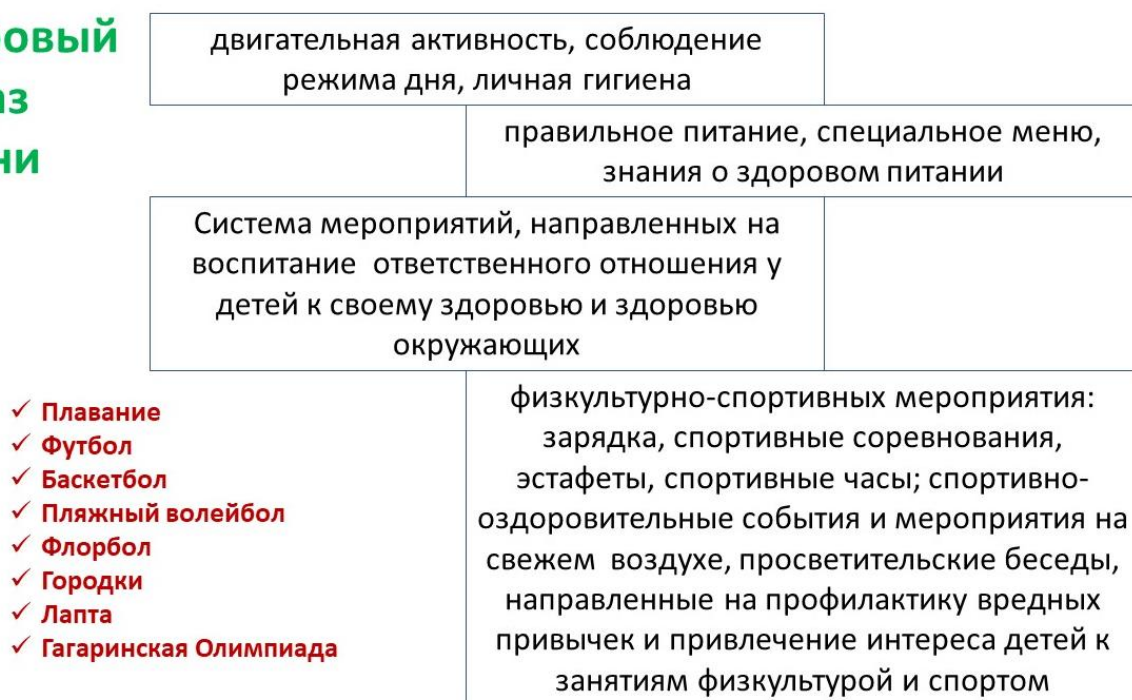 овый
аз
ни
двигательная активность, соблюдение
режима дня, личная гигиена
правильное питание, специальное меню,
знания о здоровом питании
Система мероприятий, направленных на
воспитание ответственного отношения у
детей к своему здоровью и здоровью
окружающих
✓ Плавание
✓ Футбол
✓ Баскетбол
✓ Пляжный волейбол
✓ Флорбол
✓ Городки
✓ Лапта
✓ Гагаринская Олимпиада
физкультурно-спортивных мероприятия:
зарядка, спортивные соревнования,
эстафеты, спортивные часы; спортивно-
оздоровительные события и мероприятия на
свежем воздухе, просветительские беседы,
направленные на профилактику вредных
привычек и привлечение интереса детей к
занятиям физкультурой и спортом